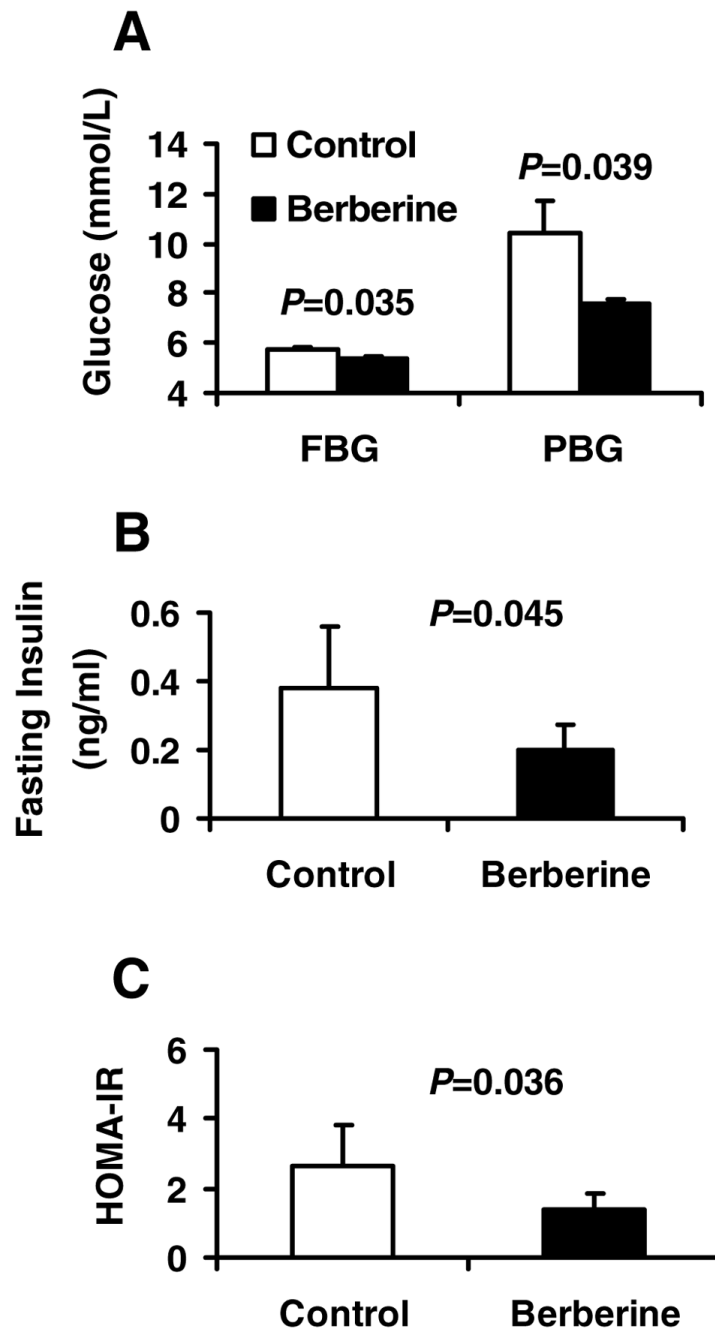 A
Glucose (mmol/L)
14
12
10
8
6
4
Control
Berberine
P=0.035
P=0.039
FBG
PBG
B
Fasting Insulin
(ng/ml)
0.6
0.4
0.2
0
P=0.045
Control
Berberine
C
HOMA-IR
6
4
2
0
P=0.036
Control
Berberine